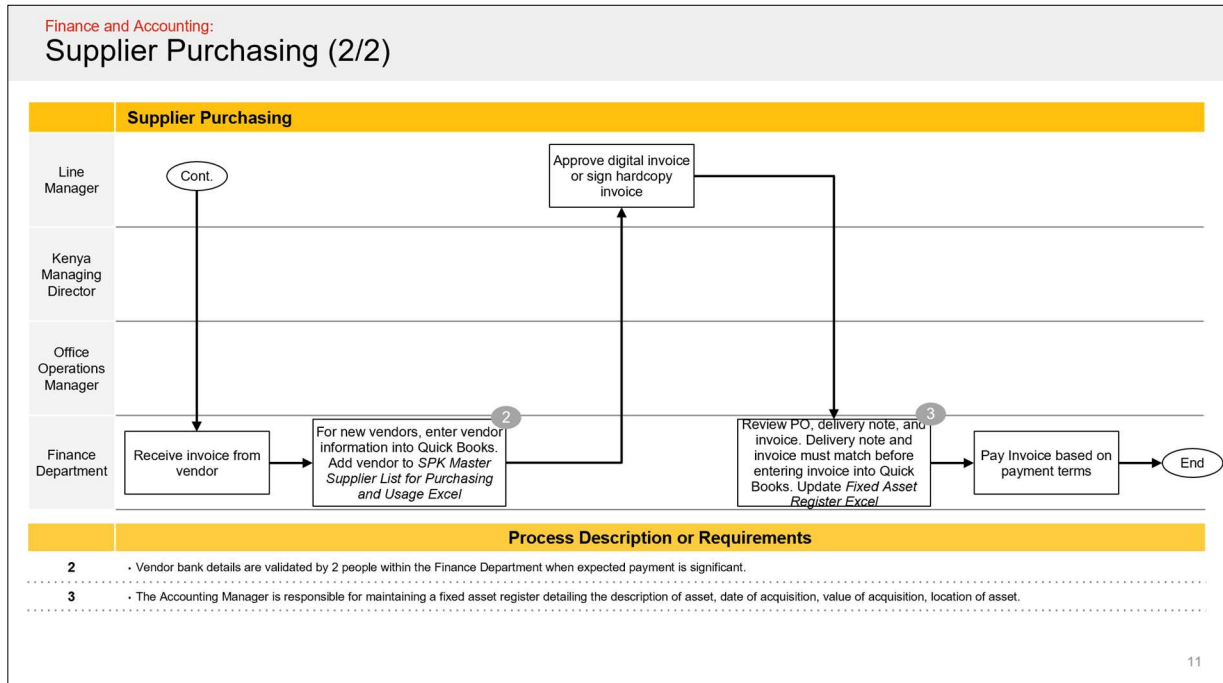 Finance and Accounting:
Supplier Purchasing (2/2)
Supplier Purchasing
Line
Manager
Cont.
Approve digital invoice
or sign hardcopy
invoice
Kenya
Managing
Director
Office
Operations
Manager
Finance
Department
Receive invoice from
vendor
2
For new vendors, enter vendor
information into Quick Books.
Add vendor to SPK Master
Supplier List for Purchasing
and Usage Excel
3
Review PO, delivery note, and
invoice. Delivery note and
invoice must match before
entering invoice into Quick
Books. Update Fixed Asset
Register Excel
Pay Invoice based on
payment terms
End
Process Description or Requirements
2
• Vendor bank details are validated by 2 people within the Finance Department when expected payment is significant.
3
• The Accounting Manager is responsible for maintaining a fixed asset register detailing the description of asset, date of acquisition, value of acquisition, location of asset.
11